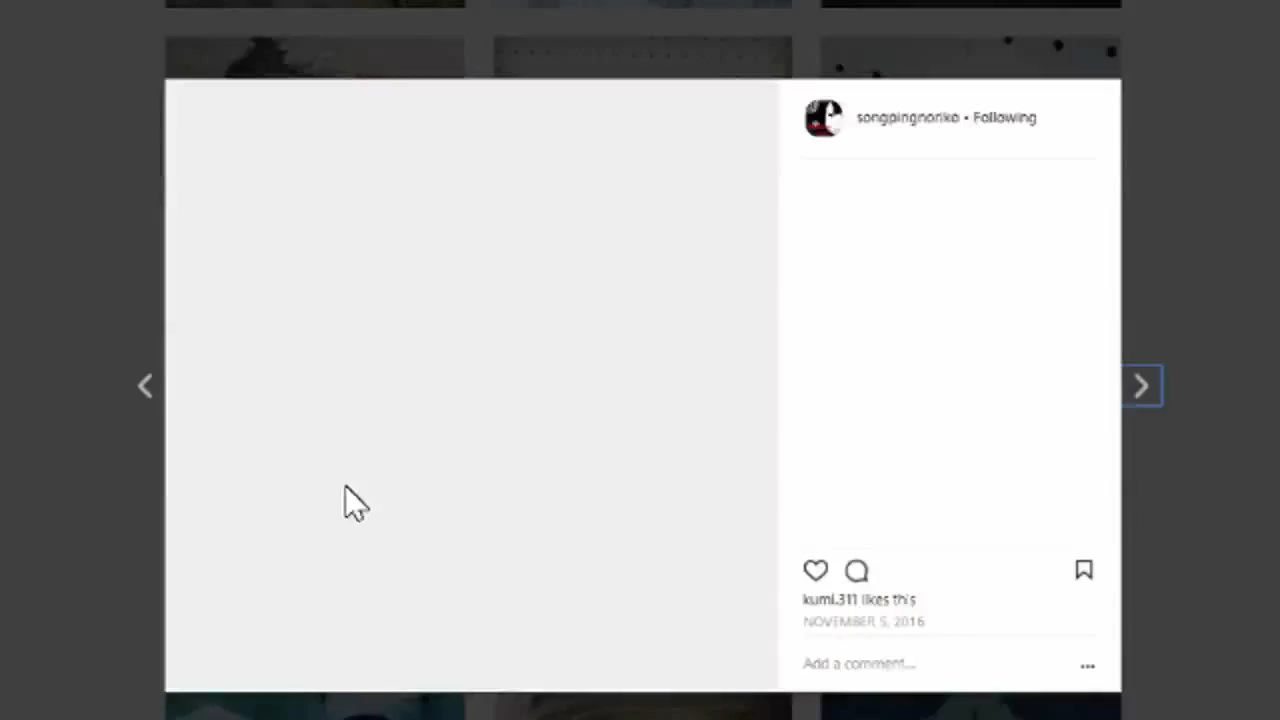 songpingnoriko • Following
kumi.311 likes this
NOVEMBER 5, 2016
Add a comment...